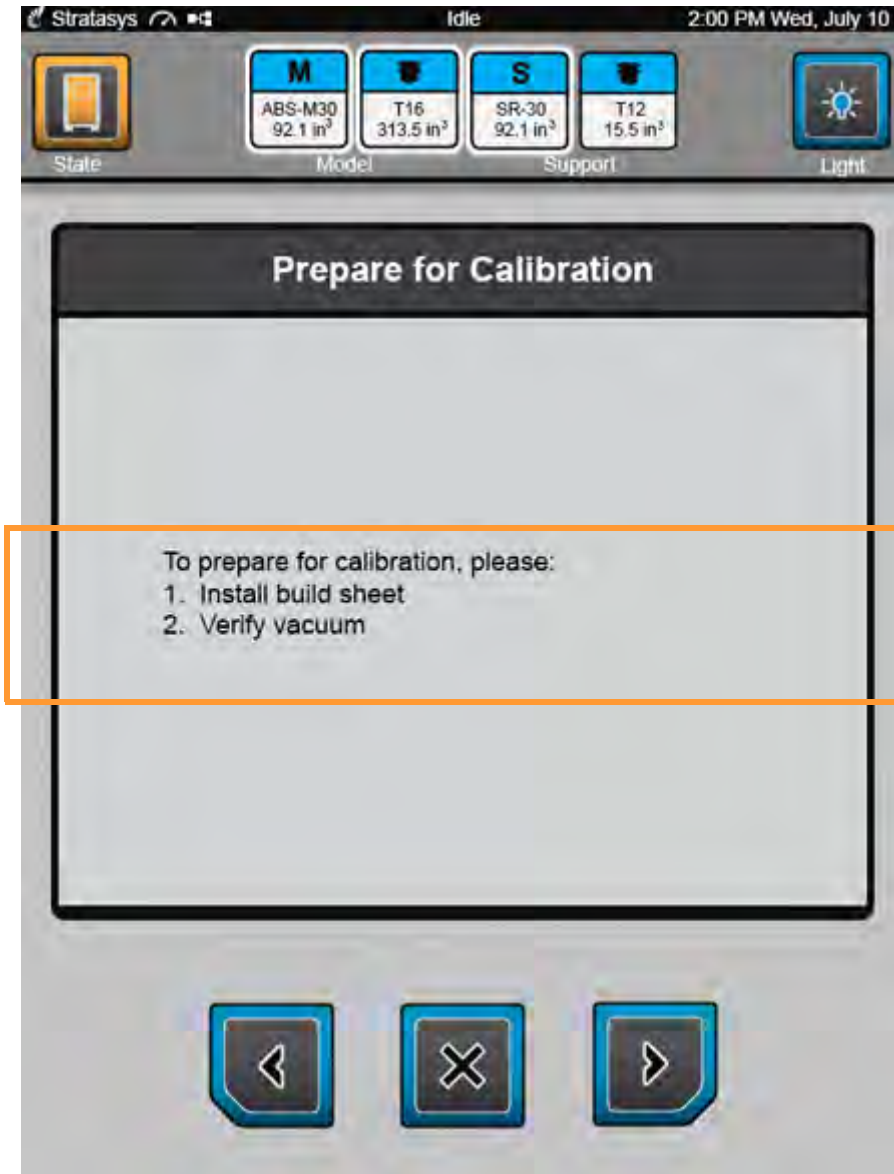 Stratasys Idle 2:00 PM Wed, July 10
M S
ABS-M30 T16 SR-30 T12
92.1 in³ 313.5 in³ 92.1 in³ 15.5 in³
State Model Support Light
Prepare for Calibration
To prepare for calibration, please:
1. Install build sheet
2. Verify vacuum